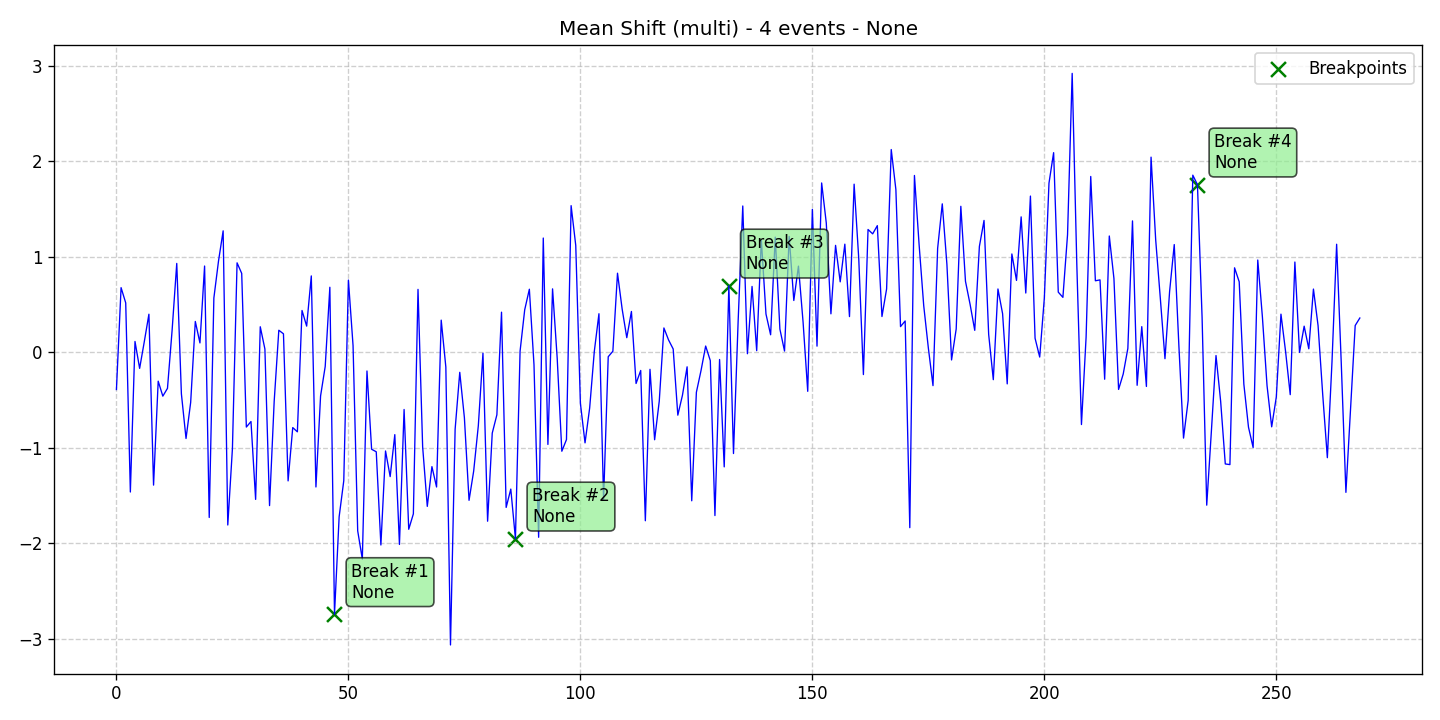 Mean Shift (multi) - 4 events - None
Breakpoints
3
2
1
0
−1
−2
−3
Break #4
None
Break #3
None
Break #2
None
Break #1
None
0
50
100
150
200
250